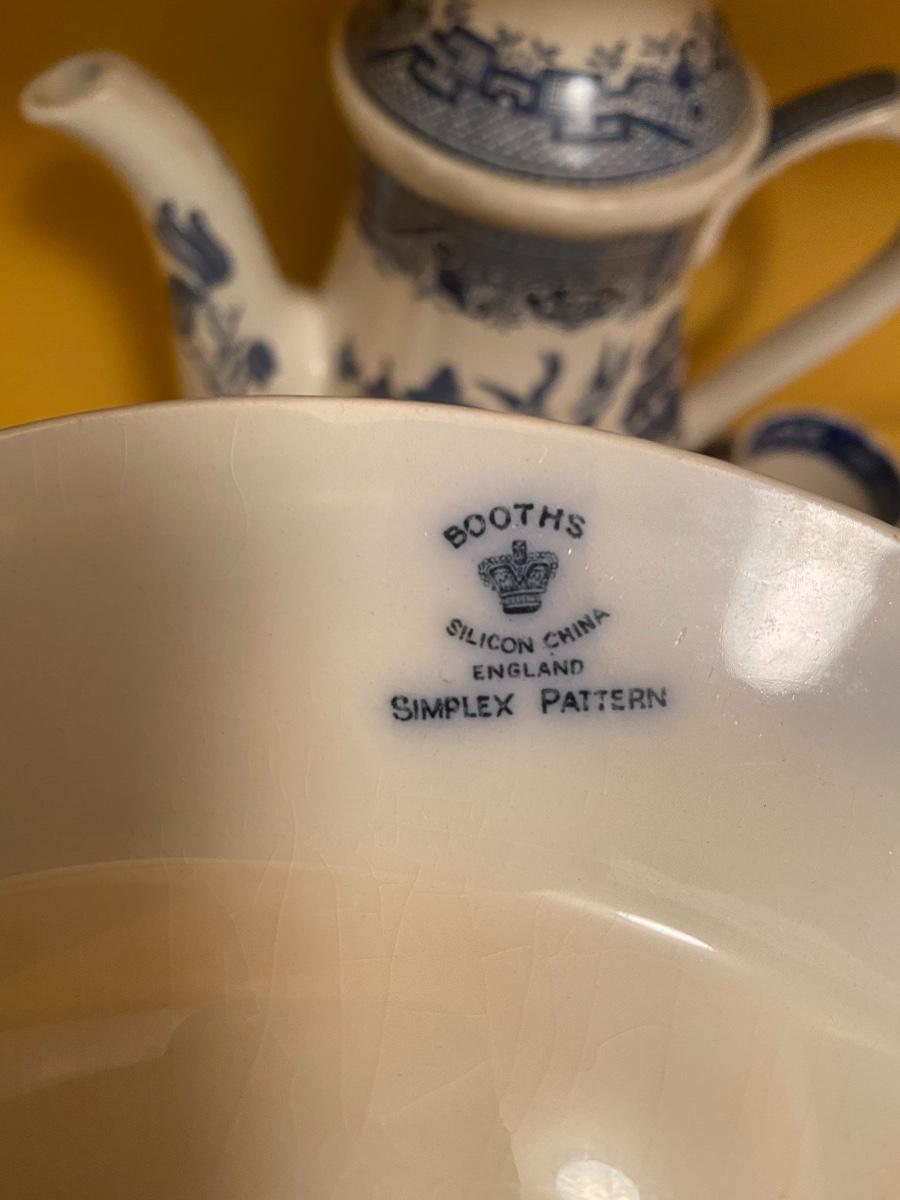 BOOTHS
SILICON CHINA
ENGLAND
SIMPLEX PATTERN